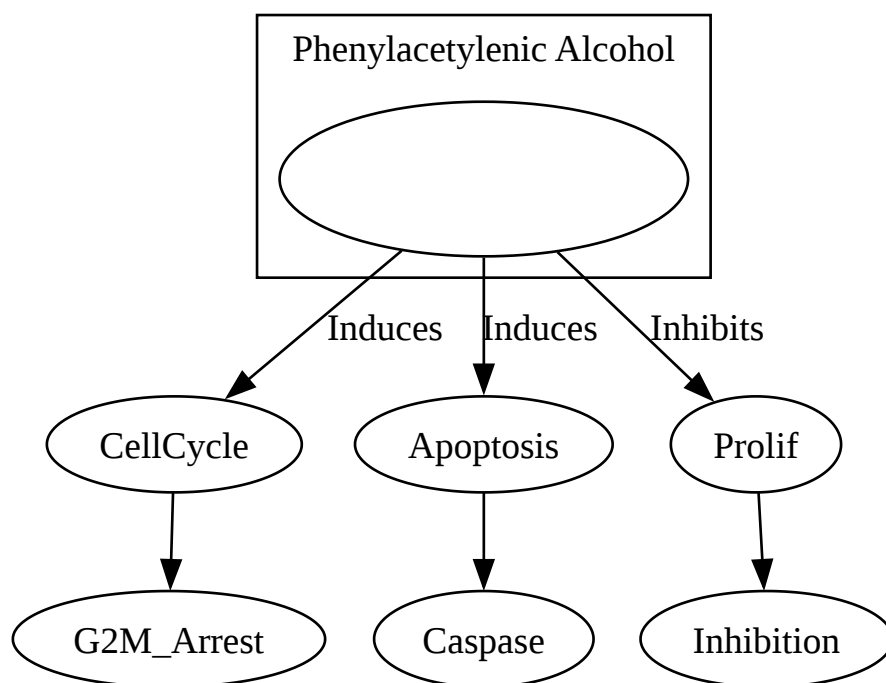 Phenylacetylenic Alcohol
Induces
Induces
Inhibits
CellCycle
Apoptosis
Prolif
G2M_Arrest
Caspase
Inhibition